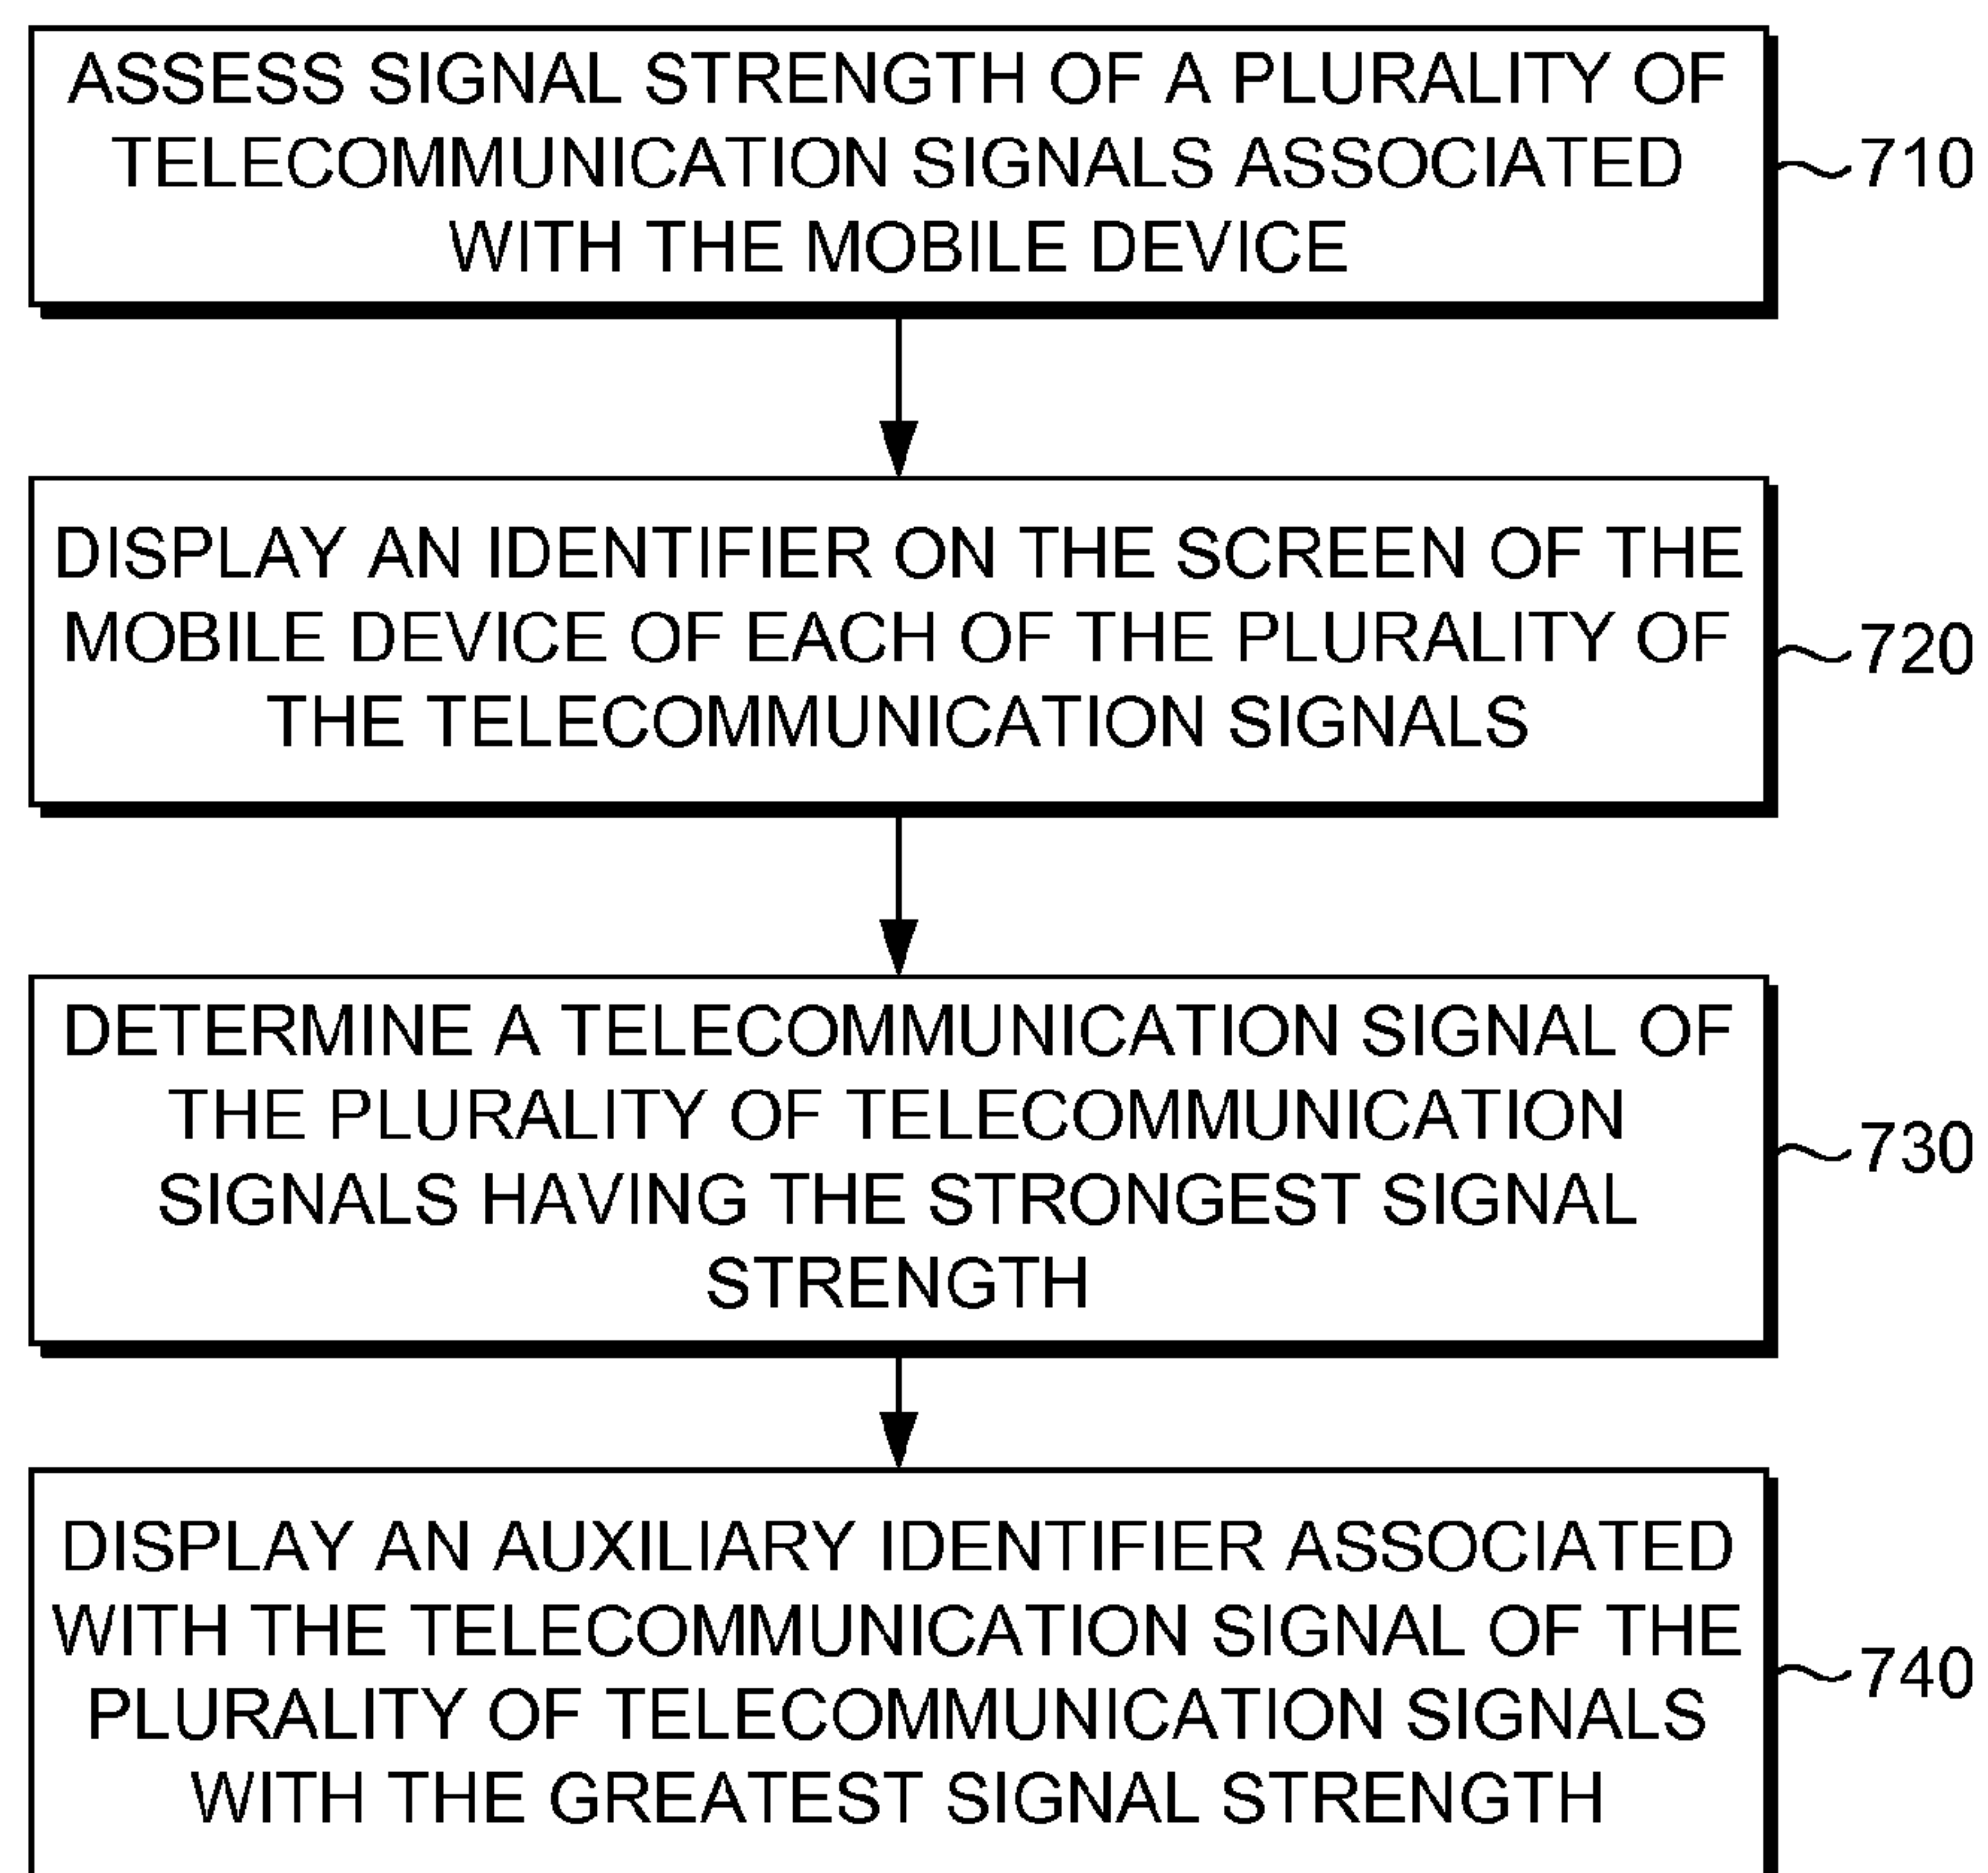 ASSESS SIGNAL STRENGTH OF A PLURALITY OF
TELECOMMUNICATION SIGNALS ASSOCIATED
WITH THE MOBILE DEVICE
710
DISPLAY AN IDENTIFIER ON THE SCREEN OF THE
MOBILE DEVICE OF EACH OF THE PLURALITY OF
THE TELECOMMUNICATION SIGNALS
720
DETERMINE A TELECOMMUNICATION SIGNAL OF
THE PLURALITY OF TELECOMMUNICATION
SIGNALS HAVING THE STRONGEST SIGNAL
STRENGTH
730
DISPLAY AN AUXILIARY IDENTIFIER ASSOCIATED
WITH THE TELECOMMUNICATION SIGNAL OF THE
PLURALITY OF TELECOMMUNICATION SIGNALS
WITH THE GREATEST SIGNAL STRENGTH
740